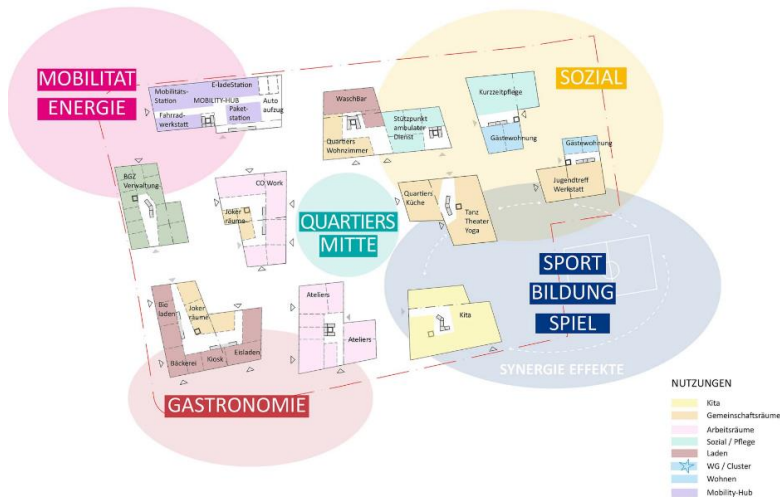 MOBILITAT
ENERGIE
SOZIAL
E-ladeStation
Mobilitäts-
Station
MOBILITY-HUB
Auto
aufzug
Paket-
station
Fahrrad-
werkstatt
WaschBar
Stützpunkt
ambulater
Dienst
Quartiers
Wohnzimmer
Kurzzeitpflege
Gästewohnung
Gästewohnung
Jugendtreff
Werkstatt
BGZ
Verwaltung
CO Work
Joker
räume
QUARTIERS
MITTE
Quartiers
Küche
Tanz
Theater
Yoga
SPORT
BILDUNG
SPIEL
SYNERGIE EFFEKTE
Bio
laden
Joker
räume
Bäckerei
Kiosk
Eisladen
Ateliers
Ateliers
Kita
GASTRONOMIE
NUTZUNGEN
Kita
Gemeinschaftsräume
Arbeitsräume
Sozial / Pflege
Laden
WG / Cluster
Wohnen
Mobility-Hub